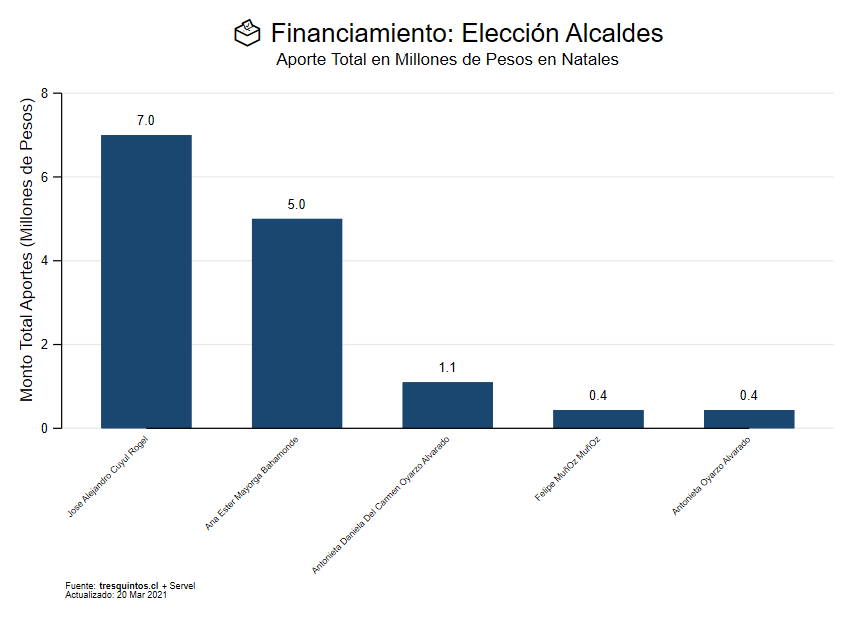 Financiamiento: Elección Alcaldes
Aporte Total en Millones de Pesos en Natales
Monto Total Aportes (Millones de Pesos)
8
6
4
2
0
7.0
5.0
1.1
0.4
0.4
Jose Alejandro Cuyul Rogel
Ana Ester Mayorga Bahamonde
Antonieta Daniela Del Carmen Oyarzo Alvarado
Felipe MuñOz MuñOz
Antonieta Oyarzo Alvarado
Fuente: tresquintos.cl + Servel
Actualizado: 20 Mar 2021